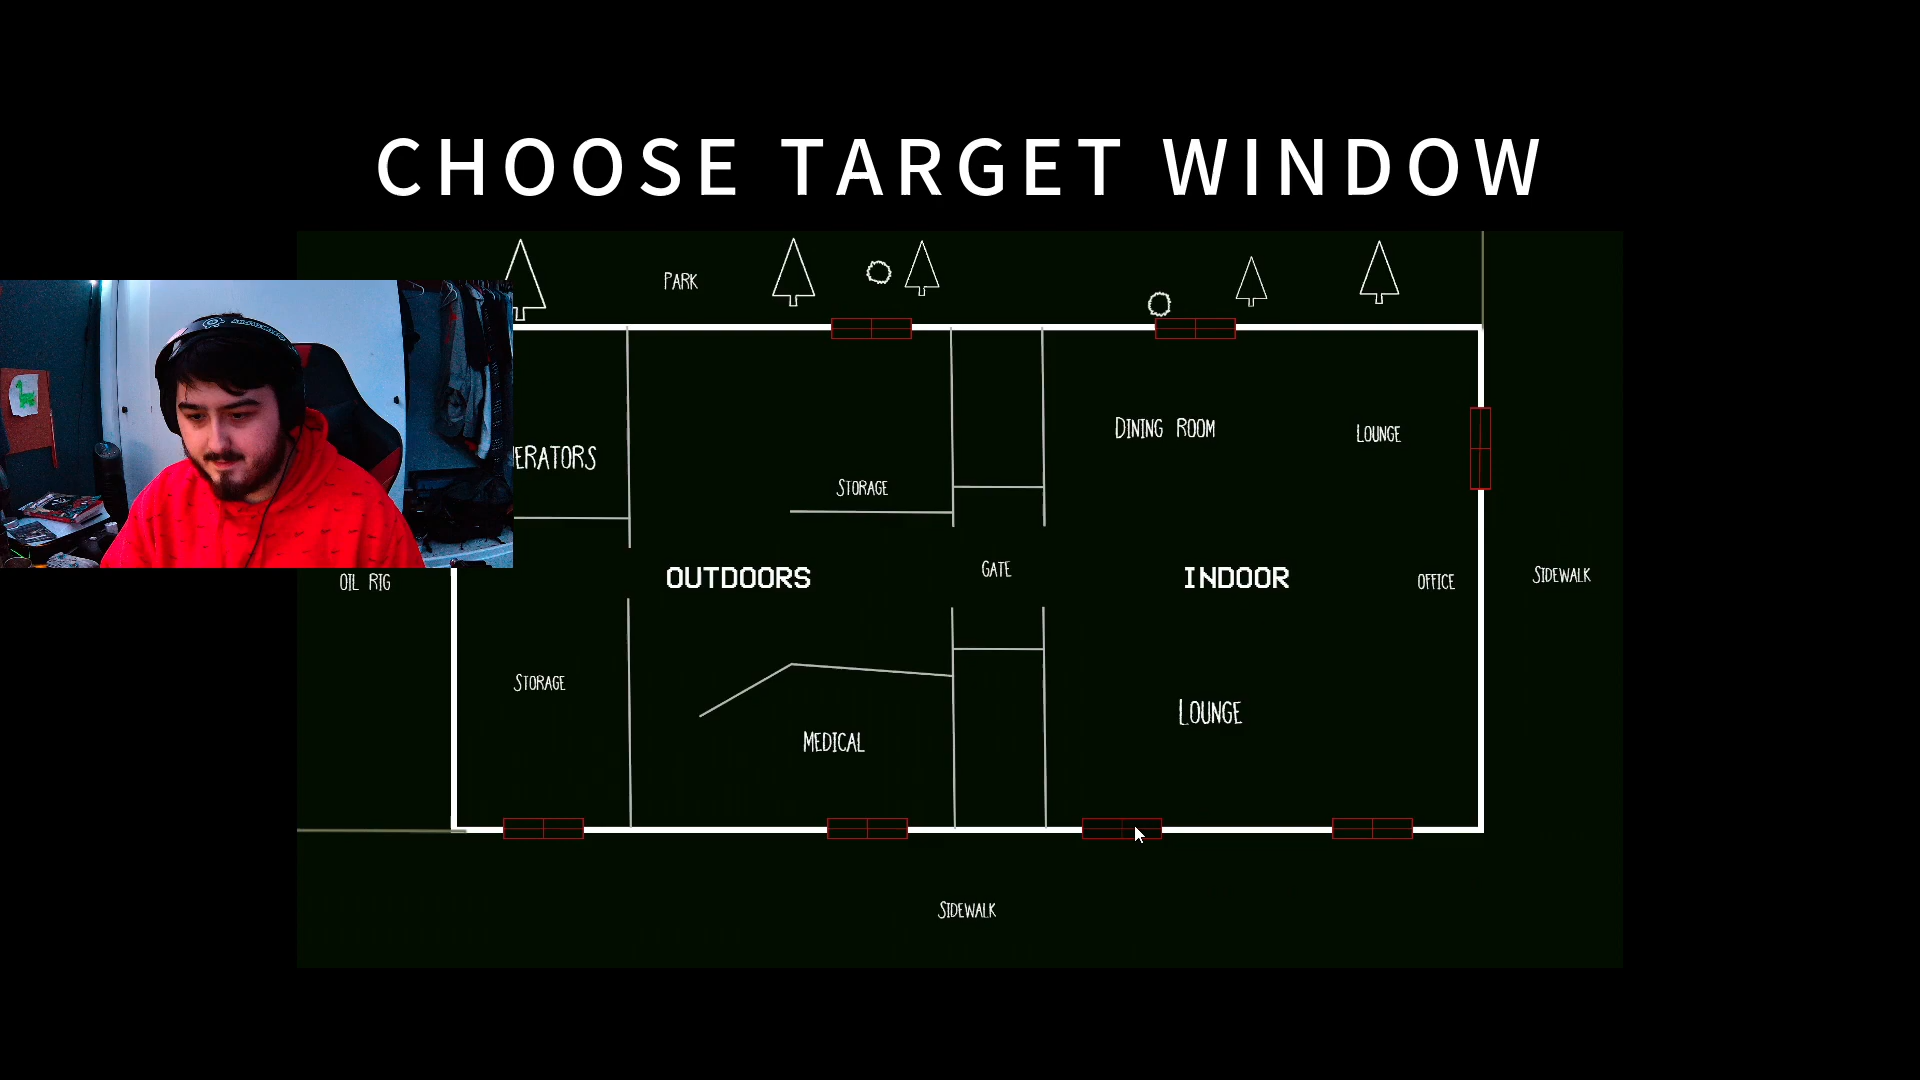 CHOOSE TARGET WINDOW
PARK
DINING ROOM
LOUNGE
ERATORS
STORAGE
GATE
OUTDOORS
INDOOR
OFFICE
SIDEWALK
OIL RIG
STORAGE
LOUNGE
MEDICAL
SIDEWALK